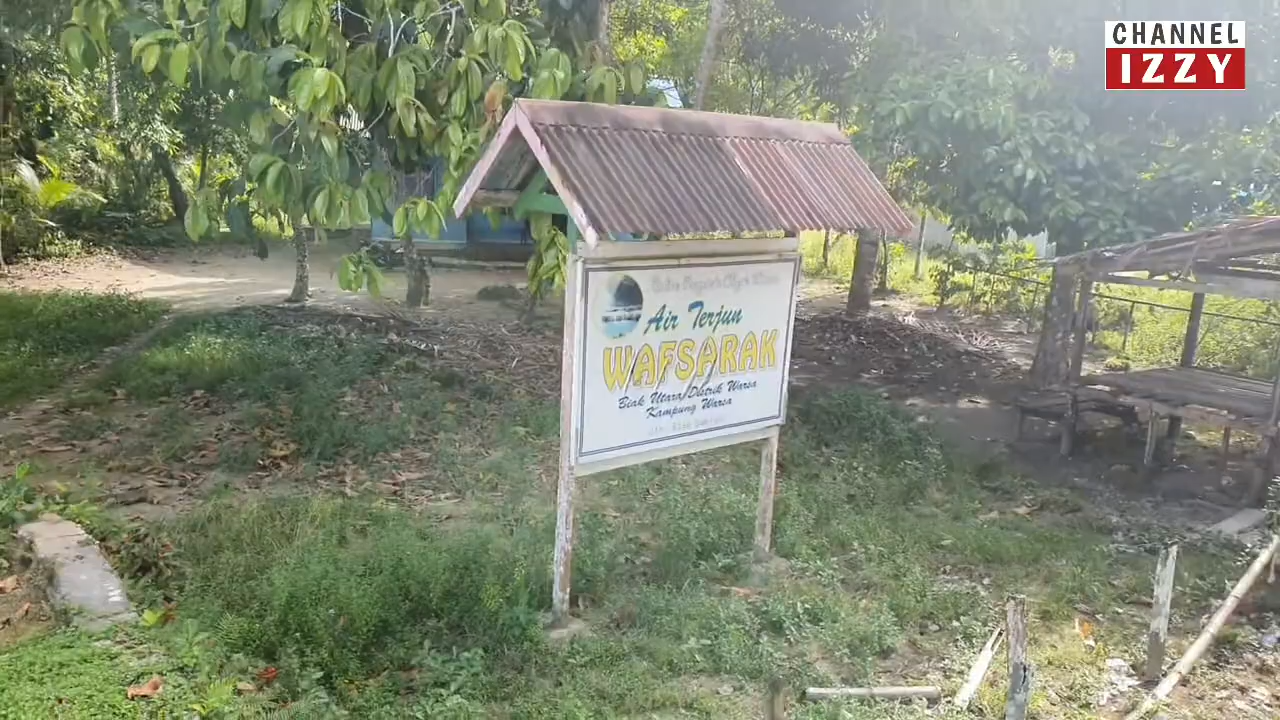 CHANNEL
IZZY
Air Terjun
WAFSARAK
Biak Utara/Distrik Warsa
Kampung Warsa